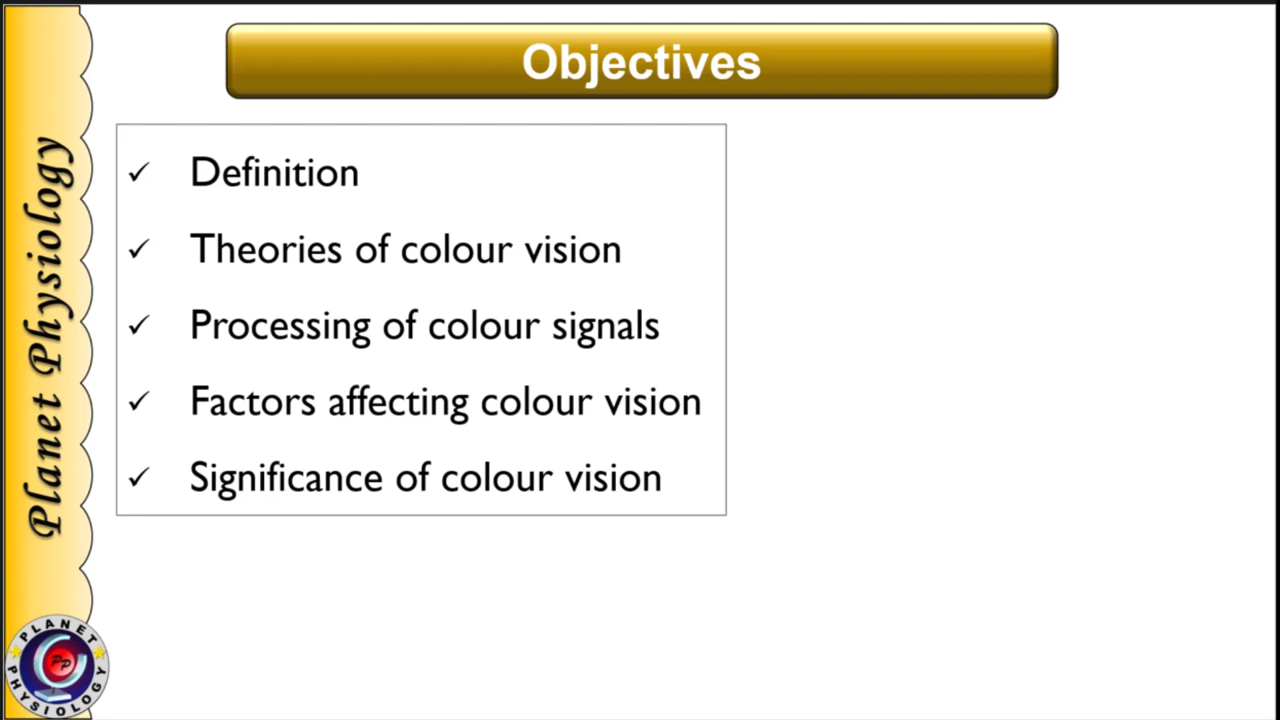 Objectives
✓ Definition
✓ Theories of colour vision
✓ Processing of colour signals
✓ Factors affecting colour vision
✓ Significance of colour vision
Planet Physiology
PLANET
PP
PHYSIOLOGY